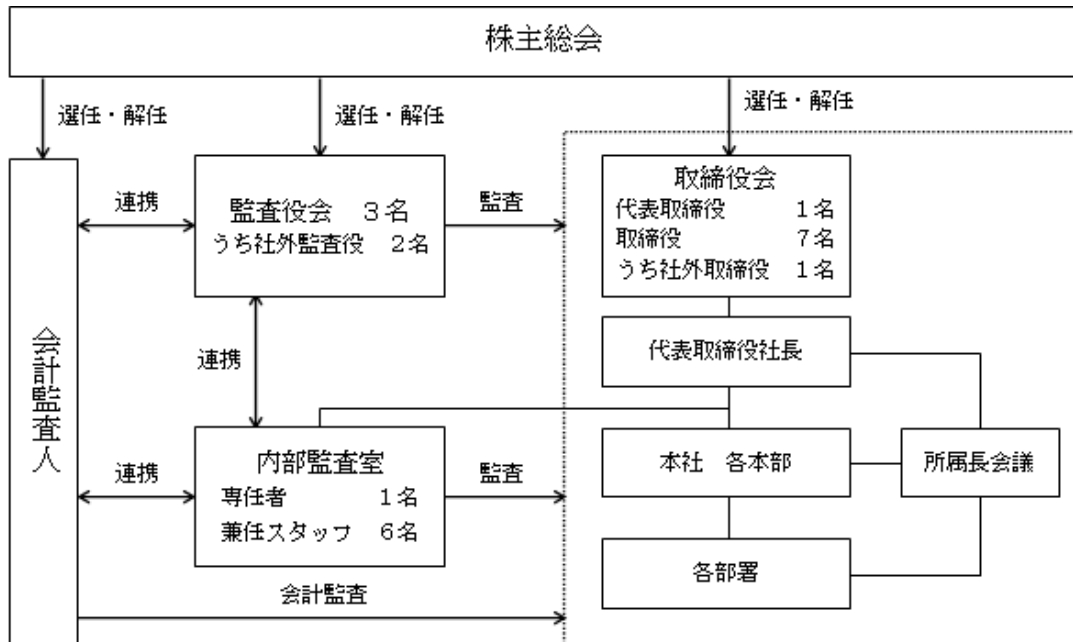 株主総会
選任・解任
選任・解任
選任・解任
会計監査人
連携
監査役会 3名
うち社外監査役 2名
監査
取締役会
代表取締役 1名
取締役 7名
うち社外取締役 1名
連携
代表取締役社長
内部監査室
専任者 1名
兼任スタッフ 6名
連携
監査
本社 各本部
所属長会議
各部署
会計監査